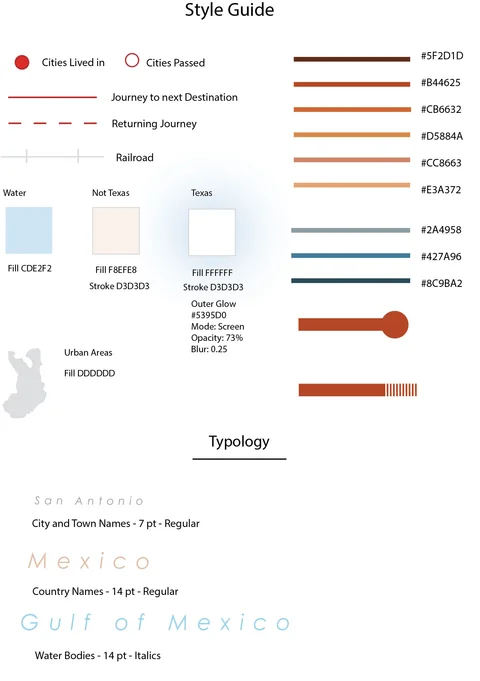 Style Guide
Cities Lived in
Cities Passed
Journey to next Destination
Returning Journey
Railroad
#5F2D1D
#B44625
#CB6632
#D5884A
#CC8663
#E3A372
#2A4958
#427A96
#8C9BA2
Water
Fill CDE2F2
Not Texas
Fill F8EFE8
Stroke D3D3D3
Texas
Fill FFFFFF
Stroke D3D3D3
Outer Glow
#5395D0
Mode: Screen
Opacity: 73%
Blur: 0.25
Urban Areas
Fill DDDDDD
Typology
San Antonio
City and Town Names - 7 pt - Regular
Mexico
Country Names - 14 pt - Regular
Gulf of Mexico
Water Bodies - 14 pt - Italics